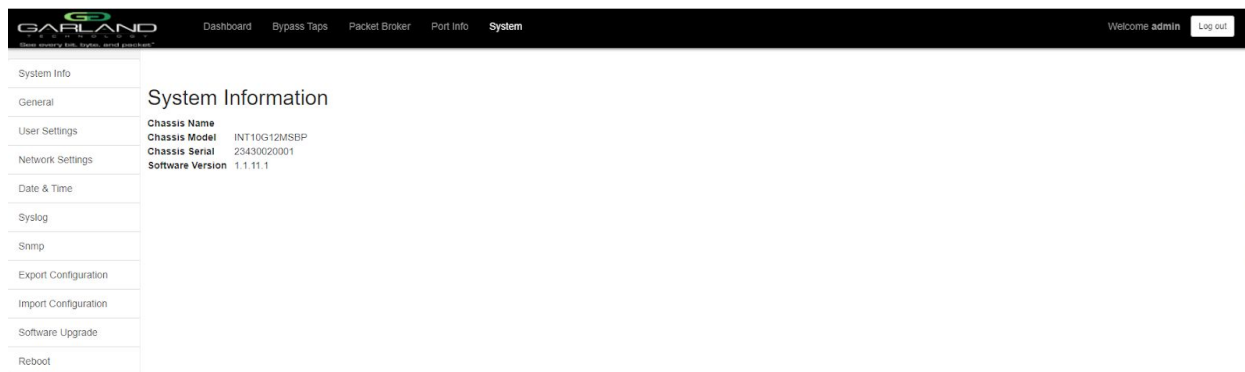 GARLAND
TECHNOLOGY
See every bit, byte, and packet®
Dashboard Bypass Taps Packet Broker Port Info System
Welcome admin Log out
System Info
General
User Settings
Network Settings
Date & Time
Syslog
Snmp
Export Configuration
Import Configuration
Software Upgrade
Reboot
System Information
Chassis Name
Chassis Model INT10G12MSBP
Chassis Serial 23430020001
Software Version 1.1.11.1